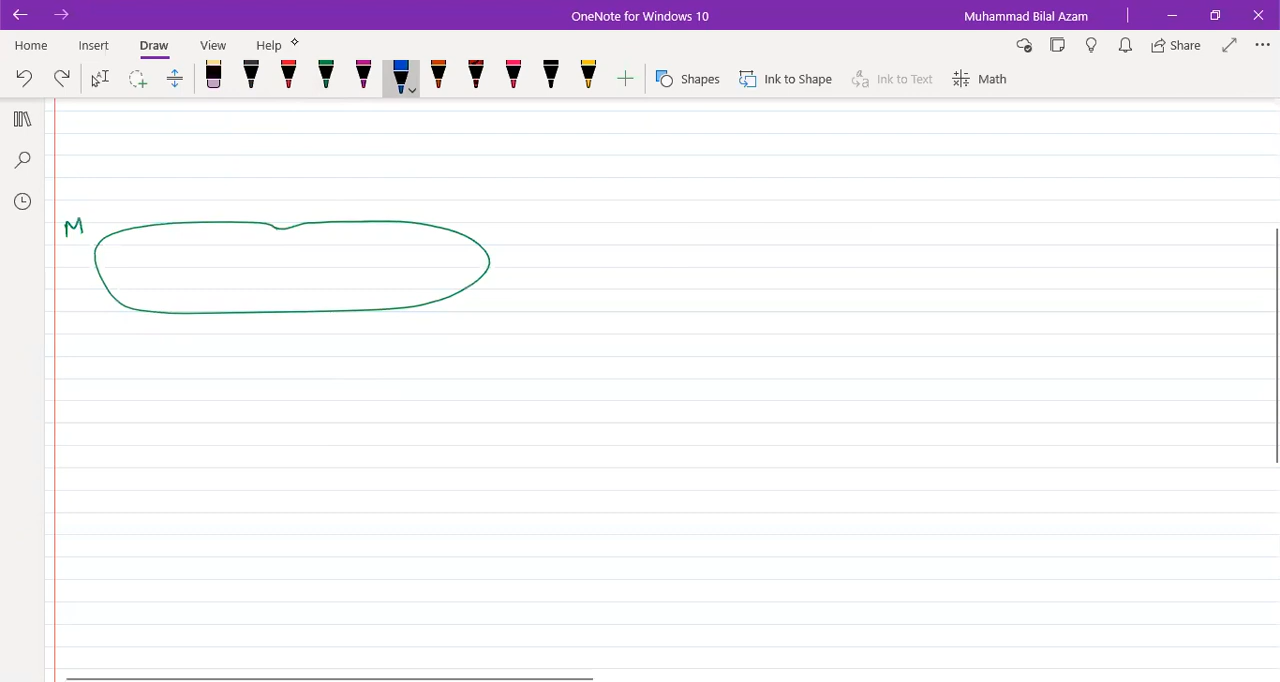 OneNote for Windows 10
Muhammad Bilal Azam
Home Insert Draw View Help Share
Shapes Ink to Shape Ink to Text Math
M